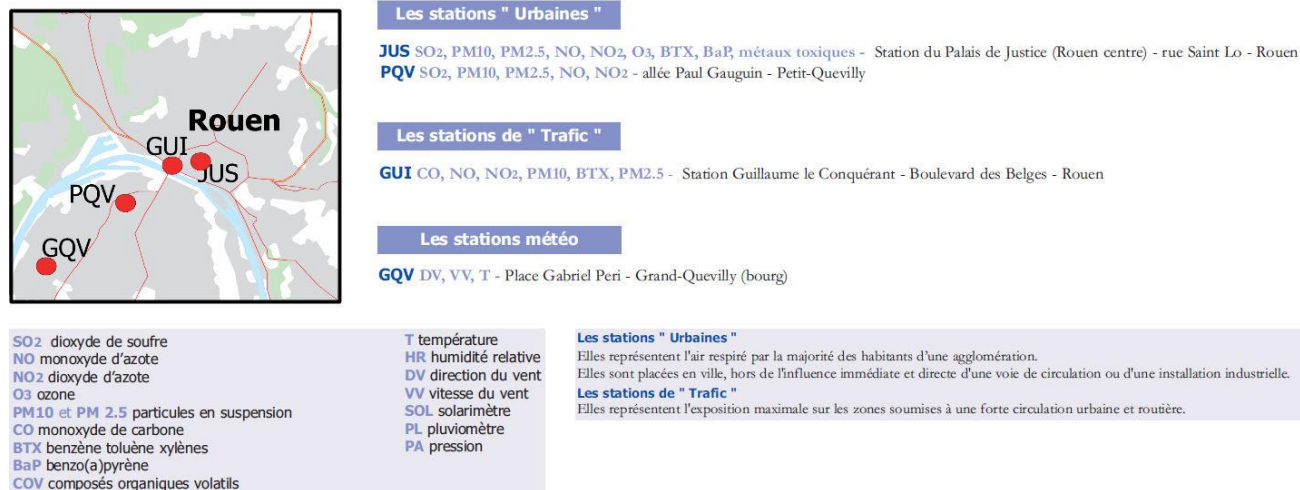 Rouen
GUI
JUS
PQV
GQV
Les stations " Urbaines "
JUS SO2, PM10, PM2.5, NO, NO2, O3, BTX, BaP, métaux toxiques - Station du Palais de Justice (Rouen centre) - rue Saint Lo - Rouen
PQV SO2, PM10, PM2.5, NO, NO2 - allée Paul Gauguin - Petit-Quevilly
Les stations de " Trafic "
GUI CO, NO, NO2, PM10, BTX, PM2.5 - Station Guillaume le Conquérant - Boulevard des Belges - Rouen
Les stations météo
GQV DV, VV, T - Place Gabriel Peri - Grand-Quevilly (bourg)
SO2 dioxyde de soufre
NO monoxyde d'azote
NO2 dioxyde d'azote
O3 ozone
PM10 et PM 2.5 particules en suspension
CO monoxyde de carbone
BTX benzène toluène xylènes
BaP benzo(a)pyrène
COV composés organiques volatils
T température
HR humidité relative
DV direction du vent
VV vitesse du vent
SOL solarimètre
PL pluviomètre
PA pression
Les stations " Urbaines "
Elles représentent l'air respiré par la majorité des habitants d'une agglomération.
Elles sont placées en ville, hors de l'influence immédiate et directe d'une voie de circulation ou d'une installation industrielle.
Les stations de " Trafic "
Elles représentent l'exposition maximale sur les zones soumises à une forte circulation urbaine et routière.